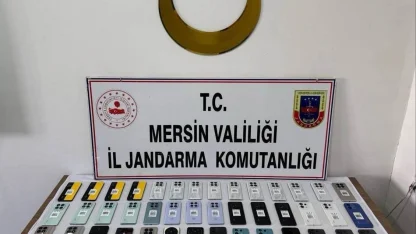 T.C.
MERSİN VALİLİĞİ
İL JANDARMA KOMUTANLIĞI